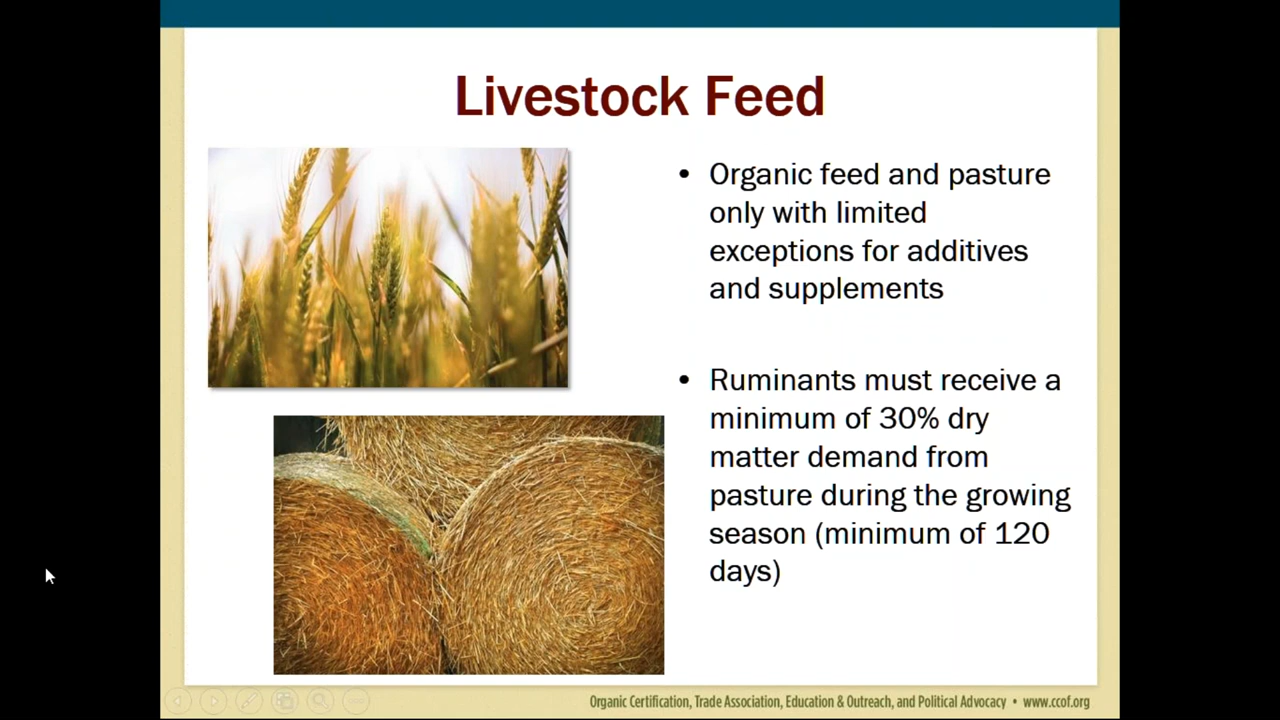 Livestock Feed
• Organic feed and pasture
only with limited
exceptions for additives
and supplements
• Ruminants must receive a
minimum of 30% dry
matter demand from
pasture during the growing
season (minimum of 120
days)
Organic Certification, Trade Association, Education & Outreach, and Political Advocacy • www.ccof.org